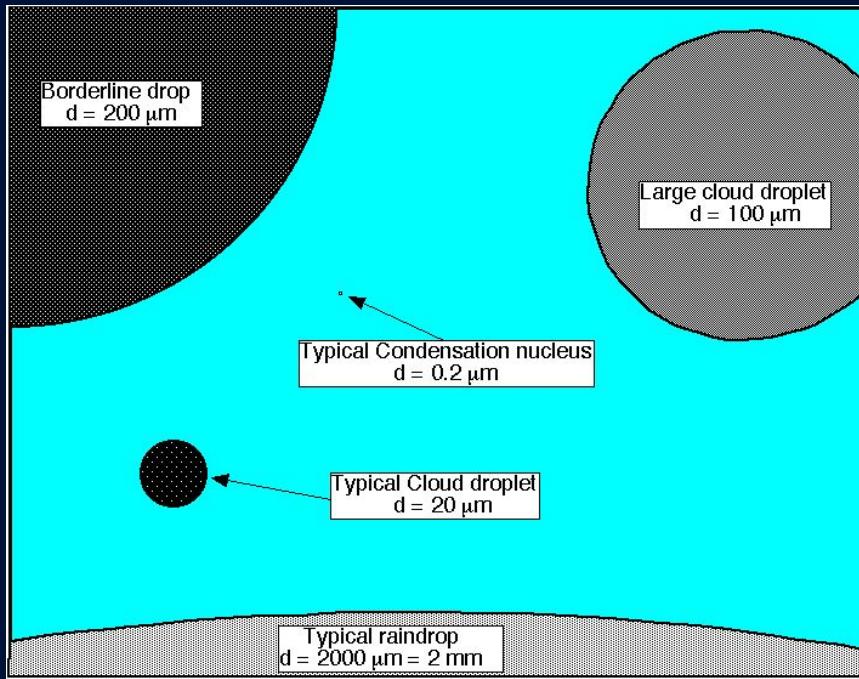 Borderline drop
d = 200 μm
Large cloud droplet
d = 100 μm
Typical Condensation nucleus
d = 0.2 μm
Typical Cloud droplet
d = 20 μm
Typical raindrop
d = 2000 μm = 2 mm